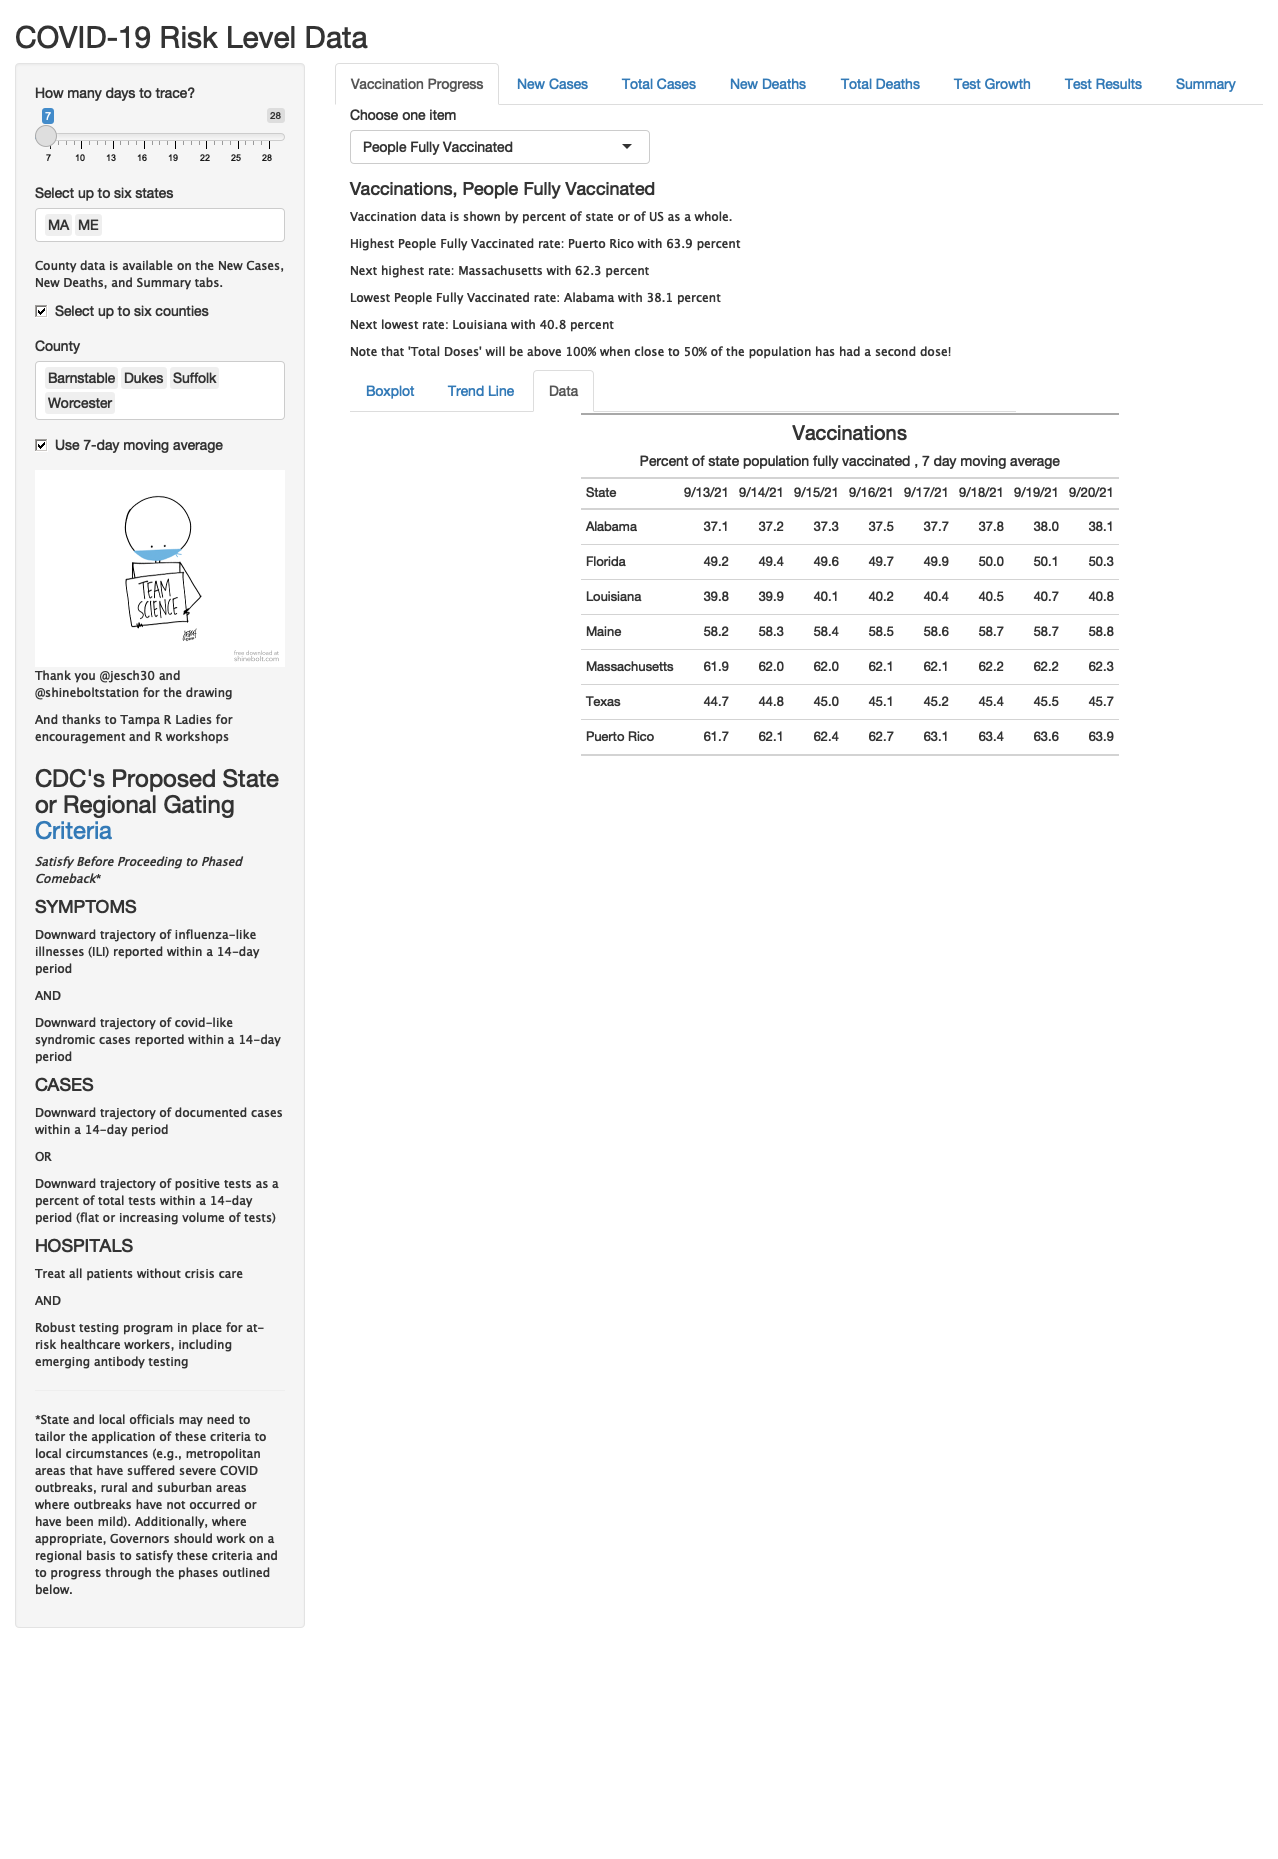 COVID-19 Risk Level Data
How many days to trace?
7
28
7 10 13 16 19 22 25 28
Select up to six states
MA ME
County data is available on the New Cases,
New Deaths, and Summary tabs.
Select up to six counties
County
Barnstable Dukes Suffolk
Worcester
Use 7-day moving average
TEAM
SCIENCE
free download at
shinebolt.com
Thank you @jesch30 and
@shineboltstation for the drawing
And thanks to Tampa R Ladies for
encouragement and R workshops
CDC's Proposed State
or Regional Gating
Criteria
Satisfy Before Proceeding to Phased
Comeback*
SYMPTOMS
Downward trajectory of influenza-like
illnesses (ILI) reported within a 14-day
period
AND
Downward trajectory of covid-like
syndromic cases reported within a 14-day
period
CASES
Downward trajectory of documented cases
within a 14-day period
OR
Downward trajectory of positive tests as a
percent of total tests within a 14-day
period (flat or increasing volume of tests)
HOSPITALS
Treat all patients without crisis care
AND
Robust testing program in place for at-
risk healthcare workers, including
emerging antibody testing
*State and local officials may need to
tailor the application of these criteria to
local circumstances (e.g., metropolitan
areas that have suffered severe COVID
outbreaks, rural and suburban areas
where outbreaks have not occurred or
have been mild). Additionally, where
appropriate, Governors should work on a
regional basis to satisfy these criteria and
to progress through the phases outlined
below.
Vaccination Progress New Cases Total Cases New Deaths Total Deaths Test Growth Test Results Summary
Choose one item
People Fully Vaccinated
Vaccinations, People Fully Vaccinated
Vaccination data is shown by percent of state or of US as a whole.
Highest People Fully Vaccinated rate: Puerto Rico with 63.9 percent
Next highest rate: Massachusetts with 62.3 percent
Lowest People Fully Vaccinated rate: Alabama with 38.1 percent
Next lowest rate: Louisiana with 40.8 percent
Note that 'Total Doses' will be above 100% when close to 50% of the population has had a second dose!
Boxplot Trend Line Data
Vaccinations
Percent of state population fully vaccinated , 7 day moving average
State 9/13/21 9/14/21 9/15/21 9/16/21 9/17/21 9/18/21 9/19/21 9/20/21
Alabama 37.1 37.2 37.3 37.5 37.7 37.8 38.0 38.1
Florida 49.2 49.4 49.6 49.7 49.9 50.0 50.1 50.3
Louisiana 39.8 39.9 40.1 40.2 40.4 40.5 40.7 40.8
Maine 58.2 58.3 58.4 58.5 58.6 58.7 58.7 58.8
Massachusetts 61.9 62.0 62.0 62.1 62.1 62.2 62.2 62.3
Texas 44.7 44.8 45.0 45.1 45.2 45.4 45.5 45.7
Puerto Rico 61.7 62.1 62.4 62.7 63.1 63.4 63.6 63.9